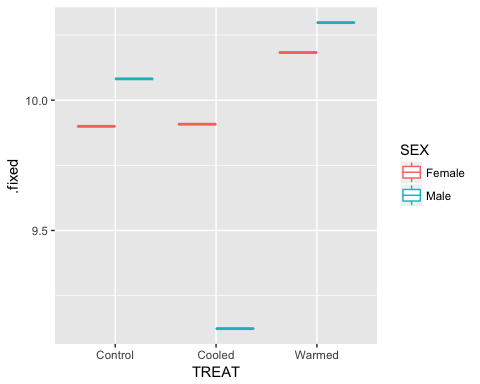 10.0
9.5
.fixed
Control Cooled Warmed
TREAT
SEX
Female
Male